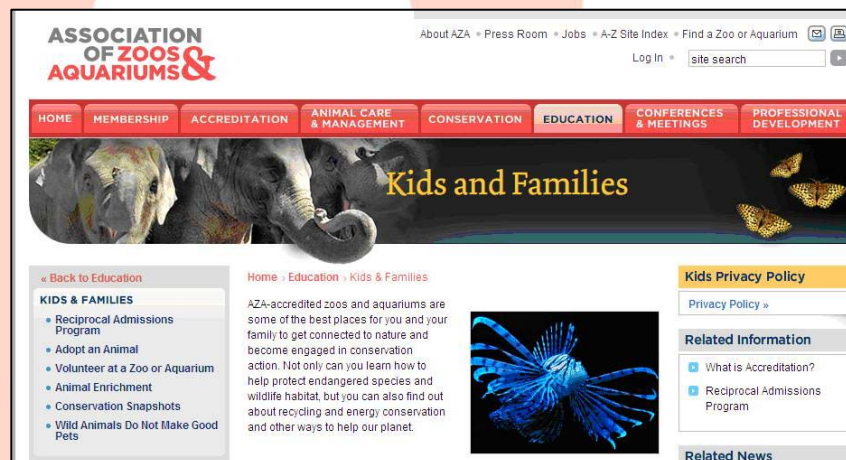 ASSOCIATION
OF ZOOS &
AQUARIUMS
About AZA • Press Room • Jobs • A-Z Site Index • Find a Zoo or Aquarium
Log In •
site search
HOME
MEMBERSHIP
ACCREDITATION
ANIMAL CARE
& MANAGEMENT
CONSERVATION
EDUCATION
CONFERENCES
& MEETINGS
PROFESSIONAL
DEVELOPMENT
Kids and Families
« Back to Education
KIDS & FAMILIES
• Reciprocal Admissions
Program
• Adopt an Animal
• Volunteer at a Zoo or Aquarium
• Animal Enrichment
• Conservation Snapshots
• Wild Animals Do Not Make Good
Pets
Home › Education › Kids & Families
AZA-accredited zoos and aquariums are
some of the best places for you and your
family to get connected to nature and
become engaged in conservation
action. Not only can you learn how to
help protect endangered species and
wildlife habitat, but you can also find out
about recycling and energy conservation
and other ways to help our planet.
Kids Privacy Policy
Privacy Policy »
Related Information
What is Accreditation?
Reciprocal Admissions
Program
Related News